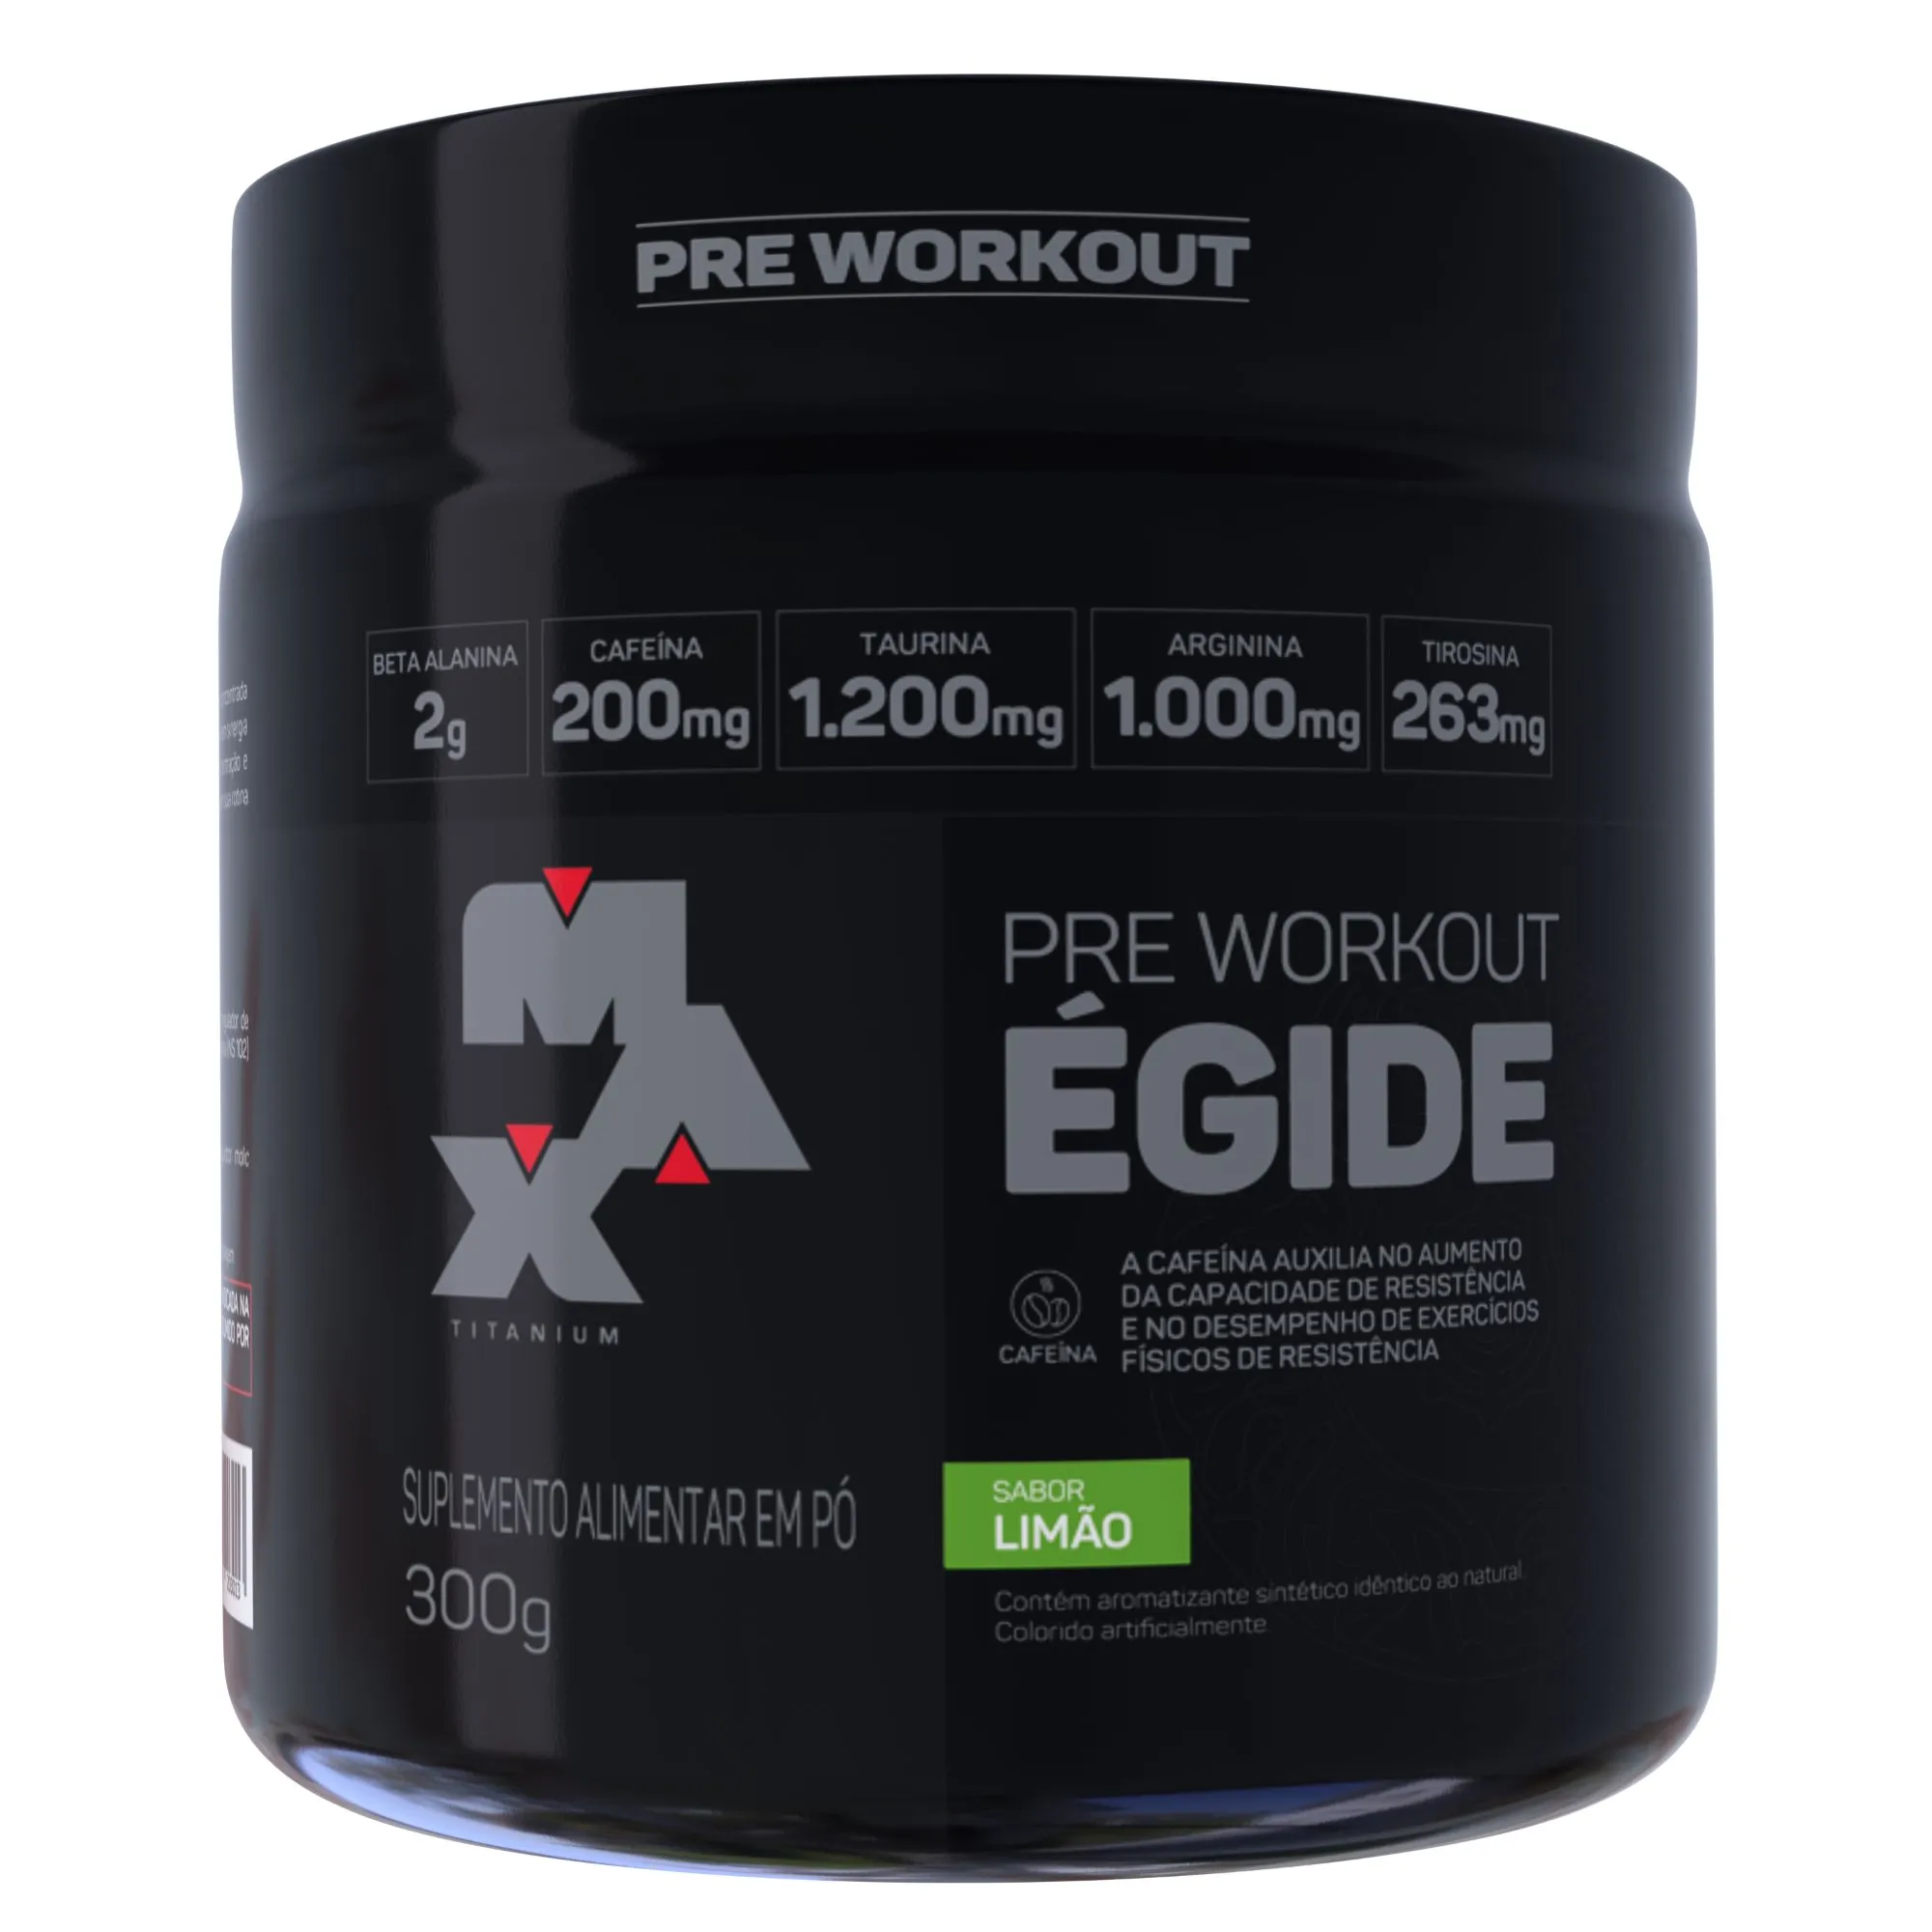 PRE WORKOUT
BETA ALANINA
2g
CAFEÍNA
200mg
TAURINA
1.200mg
ARGININA
1.000mg
TIROSINA
263mg
MAX
TITANIUM
SUPLEMENTO ALIMENTAR EM PÓ
300g
PRE WORKOUT
ÉGIDE
CAFEÍNA
A CAFEÍNA AUXILIA NO AUMENTO
DA CAPACIDADE DE RESISTÊNCIA
E NO DESEMPENHO DE EXERCÍCIOS
FÍSICOS DE RESISTÊNCIA
SABOR
LIMÃO
Contém aromatizante sintético idêntico ao natural.
Colorido artificialmente